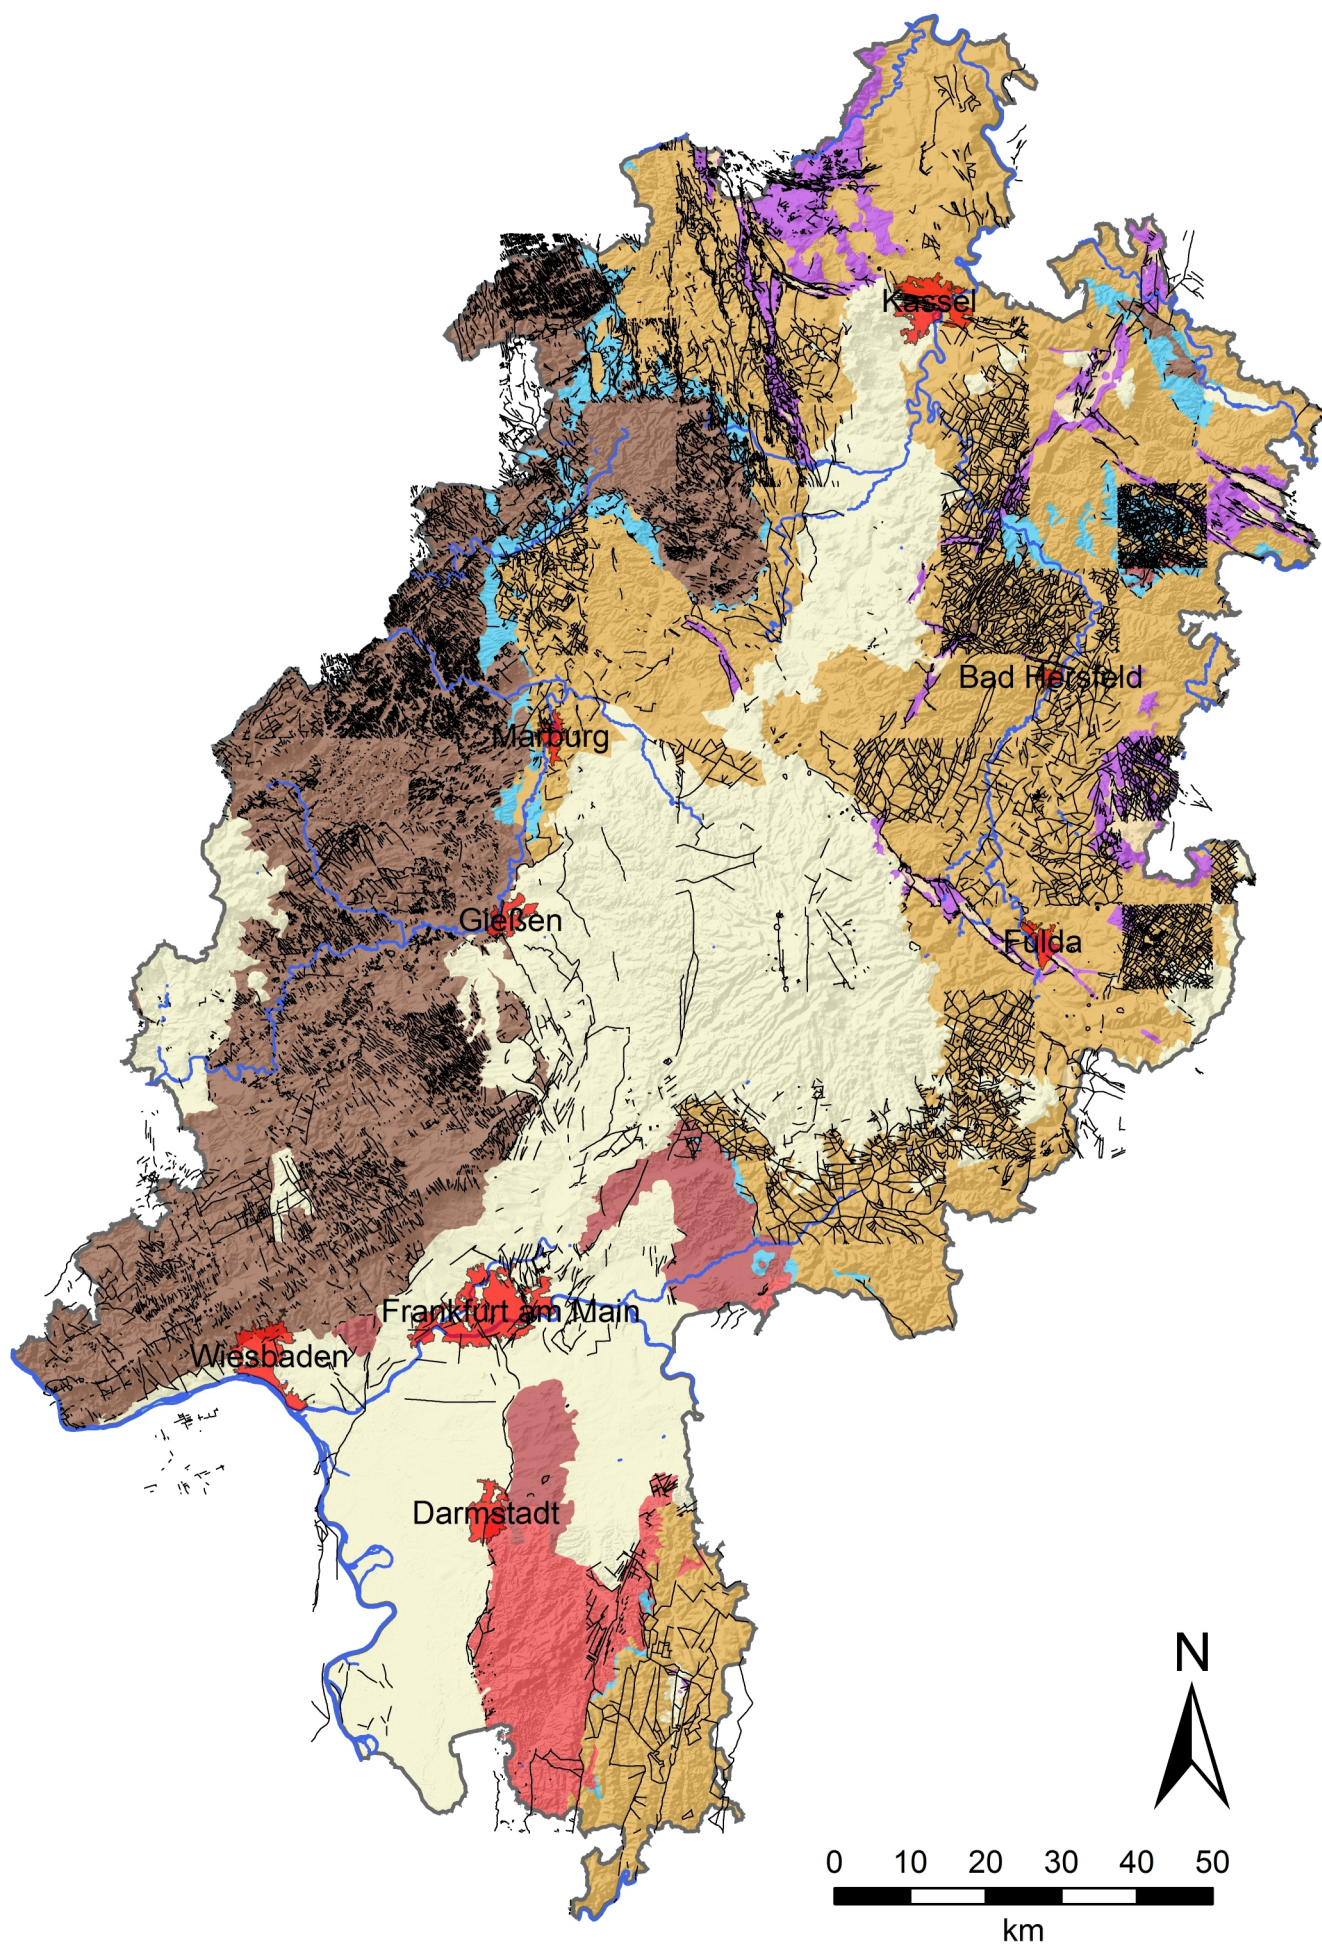 Kassel
Bad Hersfeld
Marburg
Gießen
Fulda
Frankfurt am Main
Wiesbaden
Darmstadt
N
0 10 20 30 40 50
km